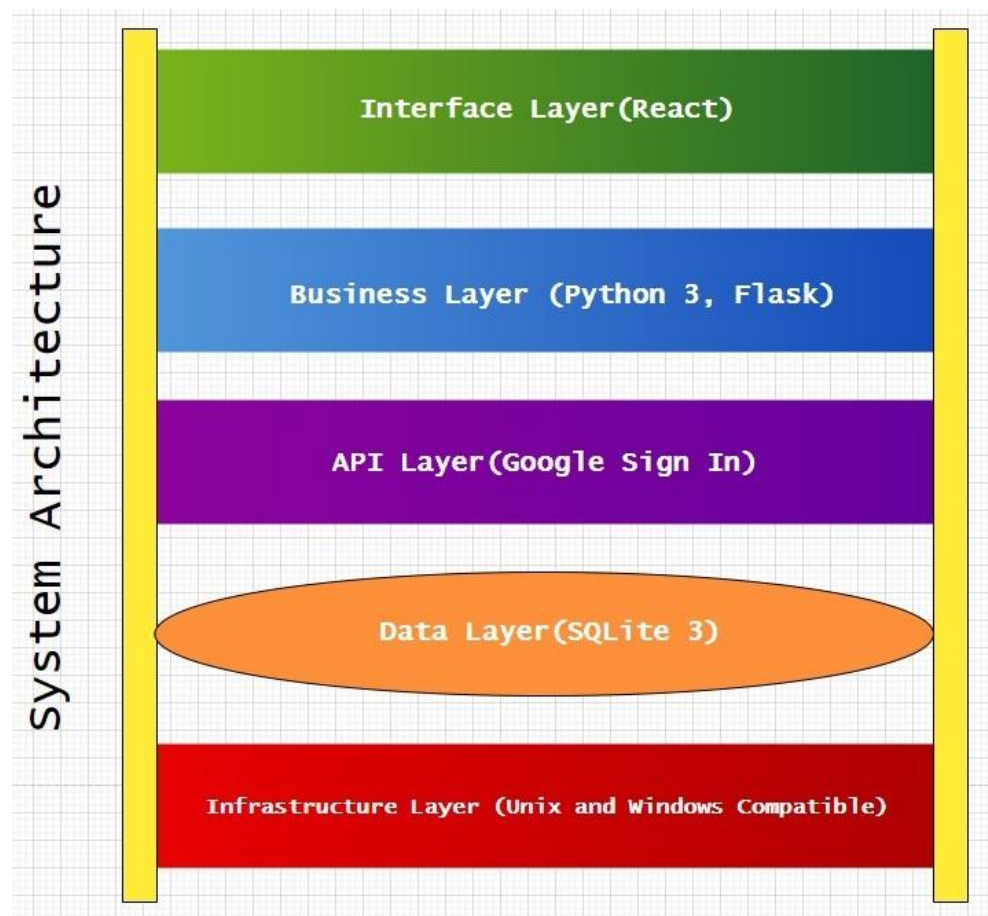 System Architecture
Interface Layer(React)
Business Layer (Python 3, Flask)
API Layer(Google Sign In)
Data Layer(SQLite 3)
Infrastructure Layer (Unix and Windows Compatible)